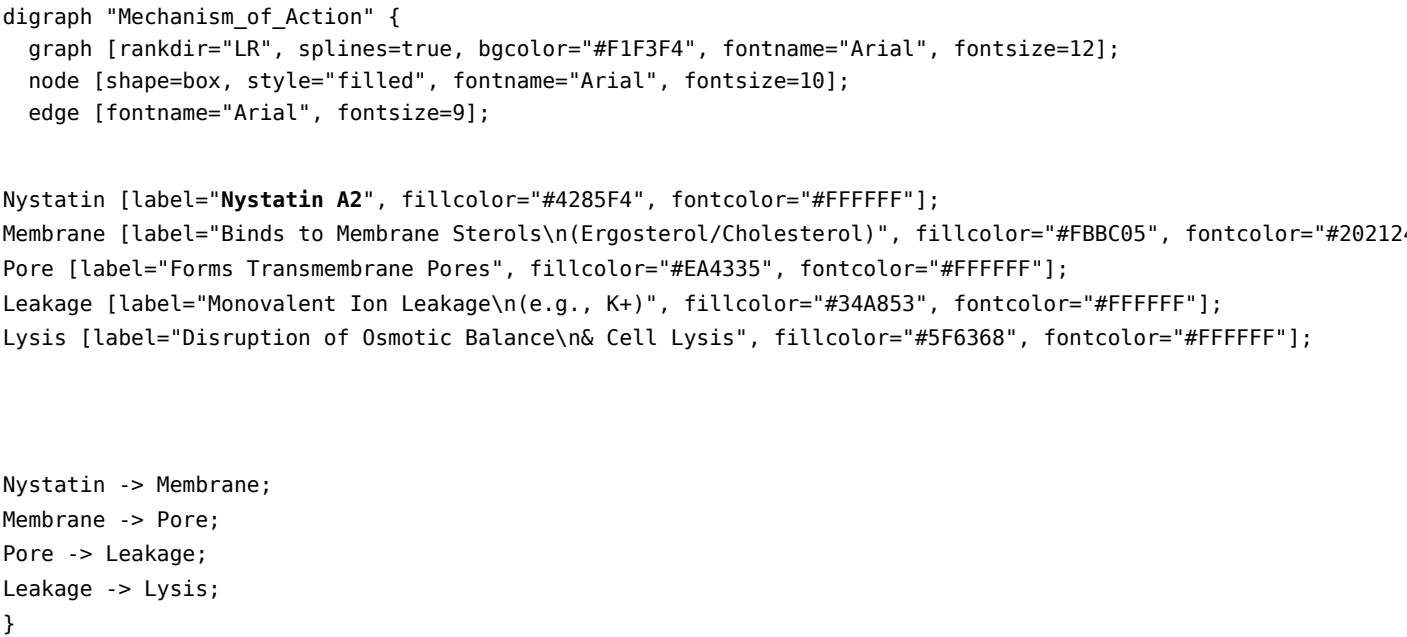 digraph "Mechanism_of_Action" {
  graph [rankdir="LR", splines=true, bgcolor="#F1F3F4", fontname="Arial", fontsize=12];
  node [shape=box, style="filled", fontname="Arial", fontsize=10];
  edge [fontname="Arial", fontsize=9];
Nystatin [label="Nystatin A2", fillcolor="#4285F4", fontcolor="#FFFFFF"];
Membrane [label="Binds to Membrane Sterols\n(Ergosterol/Cholesterol)", fillcolor="#FBBC05", fontcolor="#202124
Pore [label="Forms Transmembrane Pores", fillcolor="#EA4335", fontcolor="#FFFFFF"];
Leakage [label="Monovalent Ion Leakage\n(e.g., K+)", fillcolor="#34A853", fontcolor="#FFFFFF"];
Lysis [label="Disruption of Osmotic Balance\n& Cell Lysis", fillcolor="#5F6368", fontcolor="#FFFFFF"];
Nystatin -> Membrane;
Membrane -> Pore;
Pore -> Leakage;
Leakage -> Lysis;
}